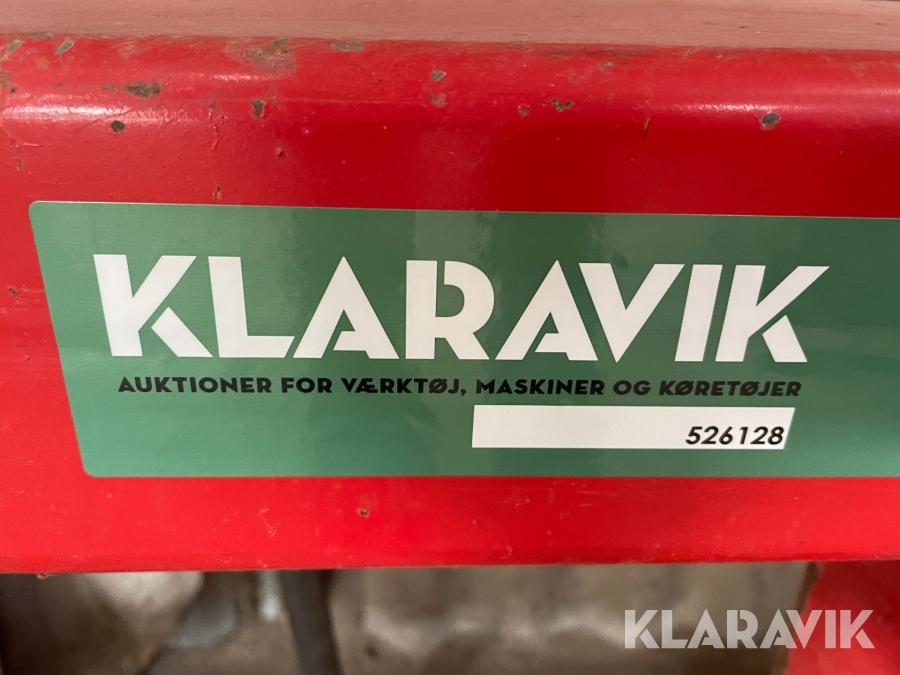 KLARAVIK
AUKTIONER FOR VÆRKTØJ, MASKINER OG KØRETØJER
526128
KLARAVIK